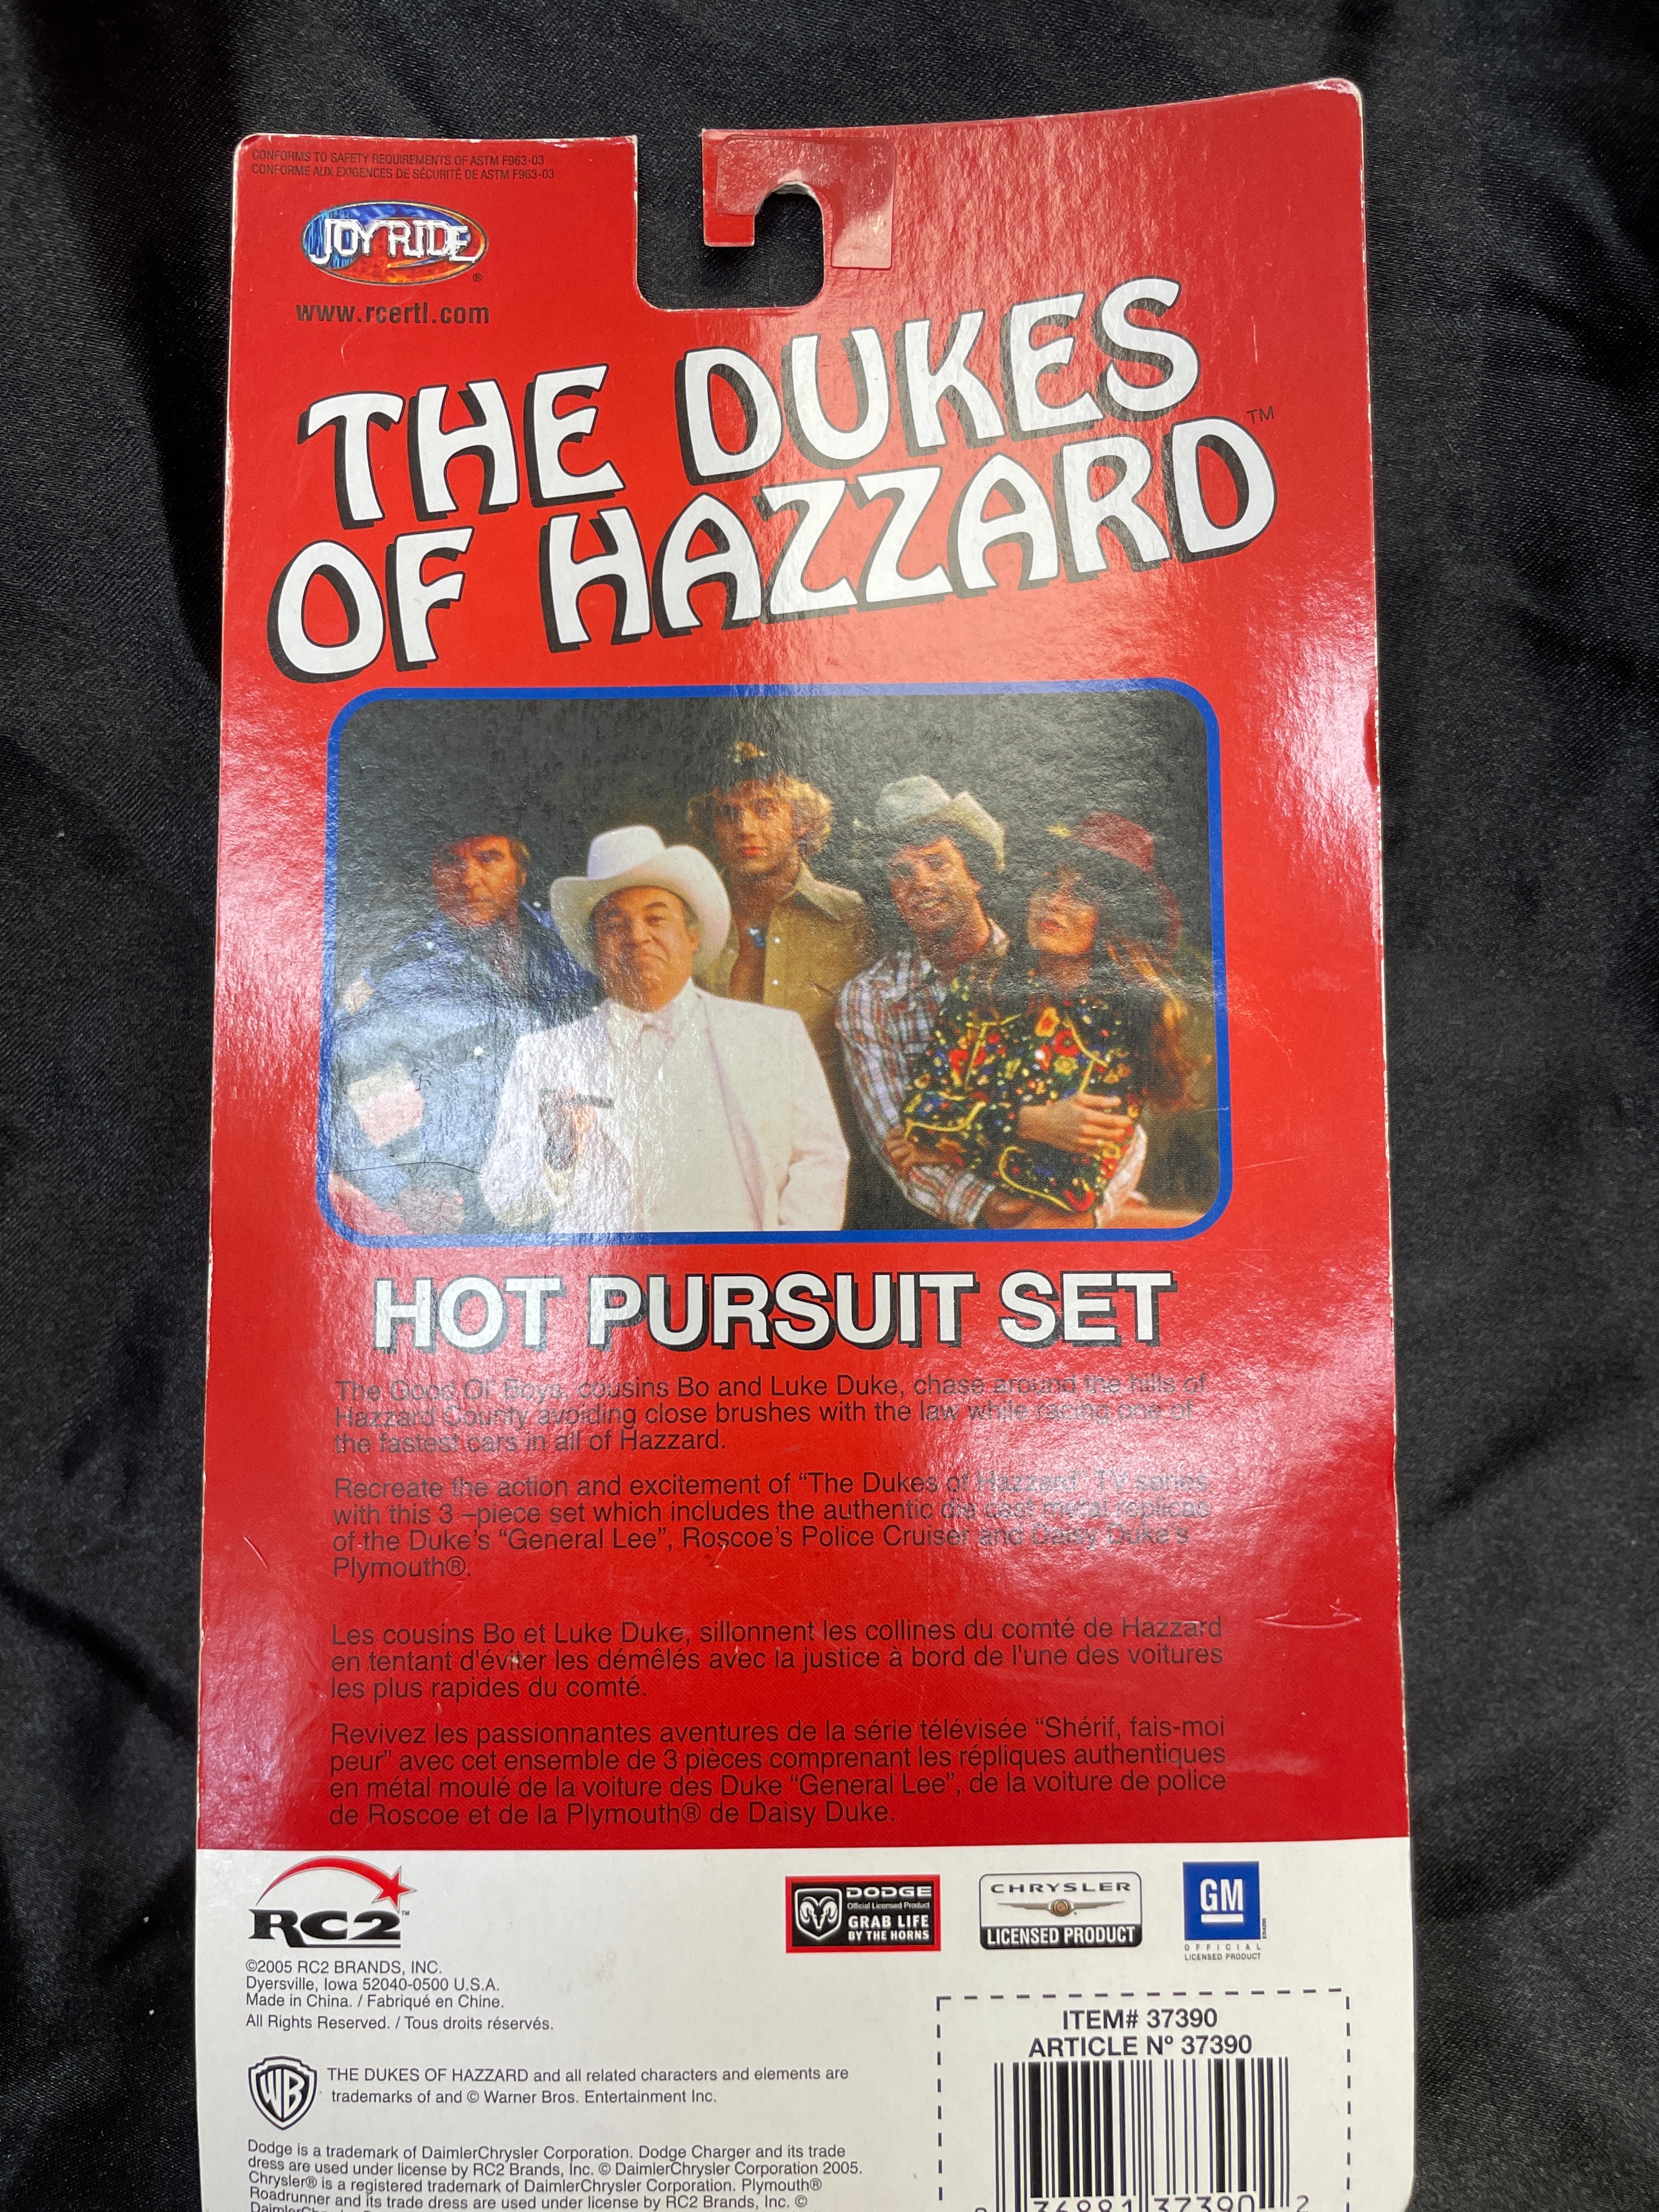 CONFORMS TO SAFETY REQUIREMENTS OF ASTM F963-03
CONFORME AUX EXIGENCES DE SÉCURITÉ DE ASTM F963-03
JOYRIDE ®
www.rcertl.com
THE DUKES
OF HAZZARD™
HOT PURSUIT SET
The Good Ol' Boys, cousins Bo and Luke Duke, chase around the hills of
Hazzard County avoiding close brushes with the law while racing one of
the fastest cars in all of Hazzard.
Recreate the action and excitement of “The Dukes of Hazzard” TV series
with this 3 –piece set which includes the authentic die cast metal replicas
of the Duke’s “General Lee”, Roscoe’s Police Cruiser and Daisy Duke’s
Plymouth®.
Les cousins Bo et Luke Duke, sillonnent les collines du comté de Hazzard
en tentant d'éviter les démêlés avec la justice à bord de l'une des voitures
les plus rapides du comté.
Revivez les passionnantes aventures de la série télévisée “Shérif, fais-moi
peur” avec cet ensemble de 3 pièces comprenant les répliques authentiques
en métal moulé de la voiture des Duke “General Lee”, de la voiture de police
de Roscoe et de la Plymouth® de Daisy Duke.
RC2™
DODGE
Official Licensed Product
GRAB LIFE
BY THE HORNS
CHRYSLER
LICENSED PRODUCT
GM
OFFICIAL
LICENSED PRODUCT
©2005 RC2 BRANDS, INC.
Dyersville, Iowa 52040-0500 U.S.A.
Made in China. / Fabriqué en Chine.
All Rights Reserved. / Tous droits réservés.
ITEM# 37390
ARTICLE Nº 37390
WB
THE DUKES OF HAZZARD and all related characters and elements are
trademarks of and © Warner Bros. Entertainment Inc.
Dodge is a trademark of DaimlerChrysler Corporation. Dodge Charger and its trade
dress are used under license by RC2 Brands, Inc. © DaimlerChrysler Corporation 2005.
Chrysler® is a registered trademark of DaimlerChrysler Corporation. Plymouth®
Roadrunner and its trade dress are used under license by RC2 Brands, Inc. ©
37390 2